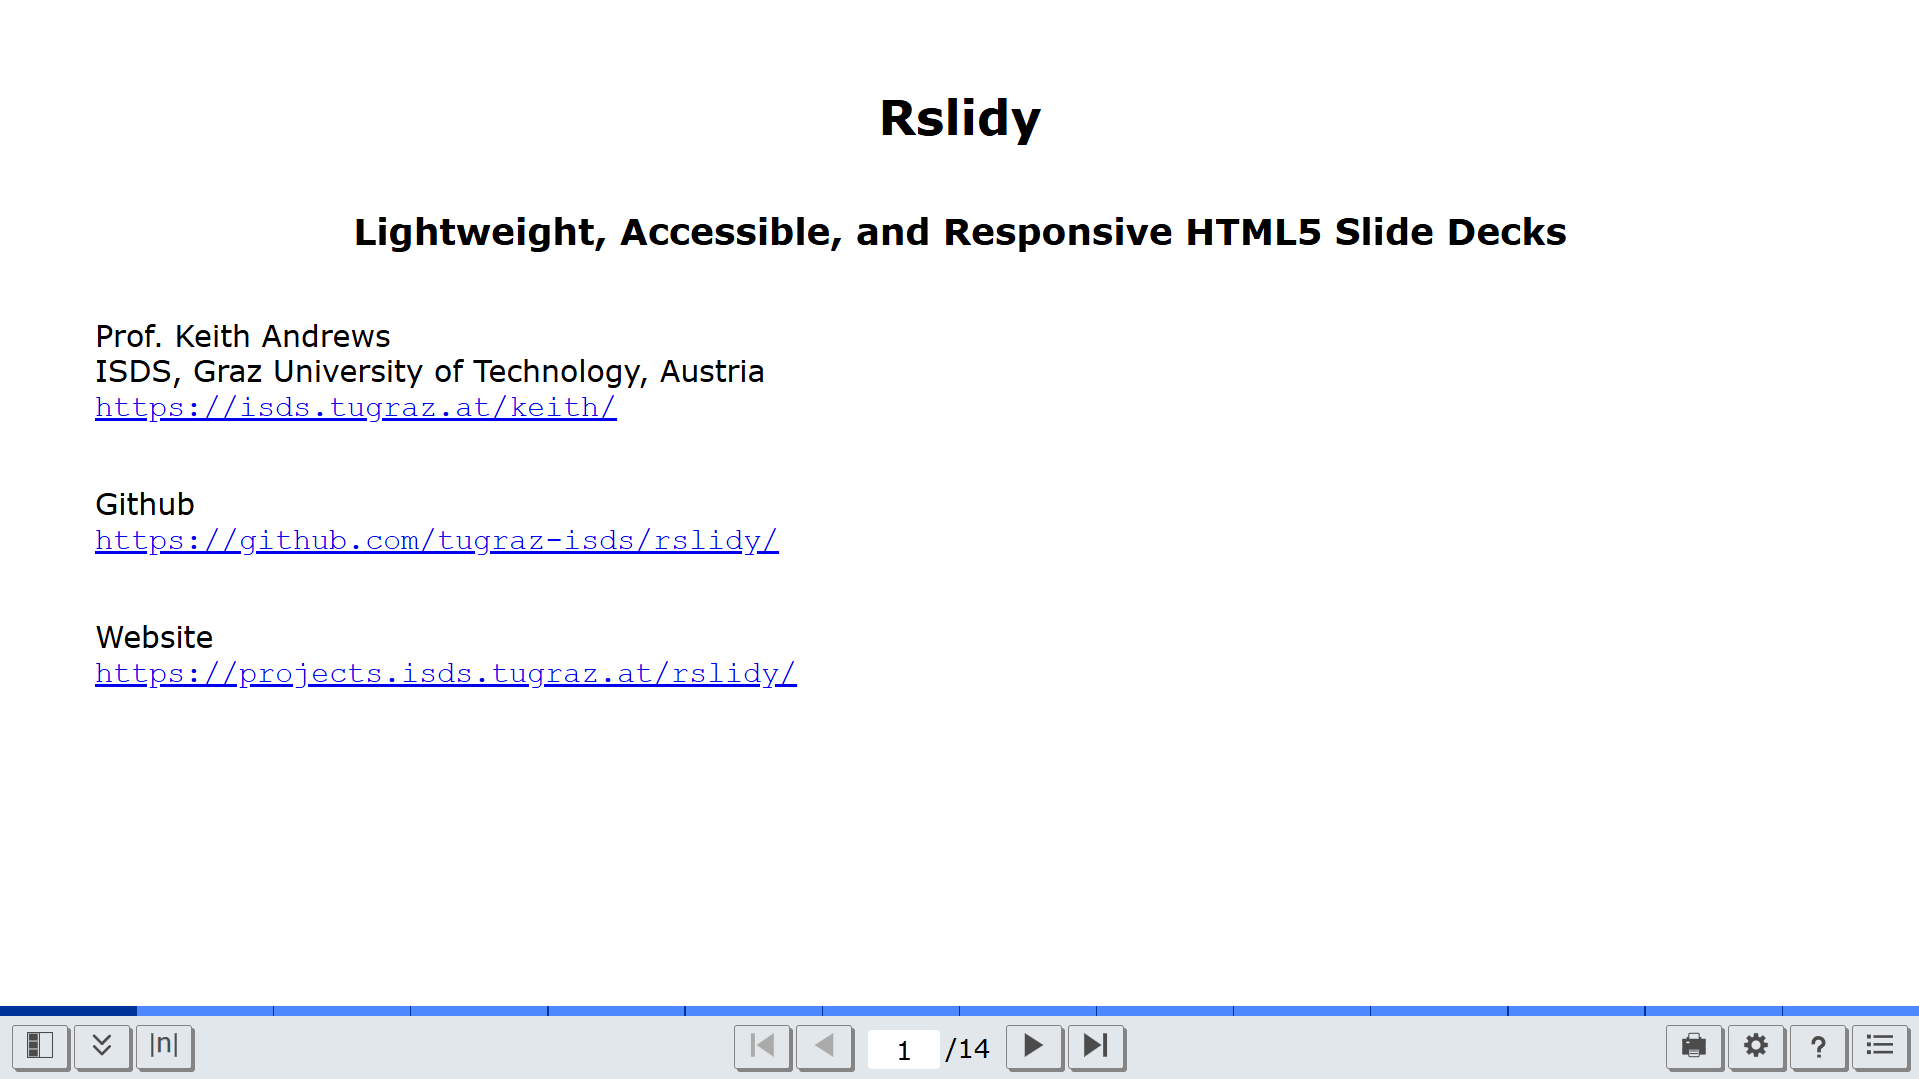 Rslidy
Lightweight, Accessible, and Responsive HTML5 Slide Decks
Prof. Keith Andrews
ISDS, Graz University of Technology, Austria
https://isds.tugraz.at/keith/
Github
https://github.com/tugraz-isds/rslidy/
Website
https://projects.isds.tugraz.at/rslidy/
|n| 1 /14 ?